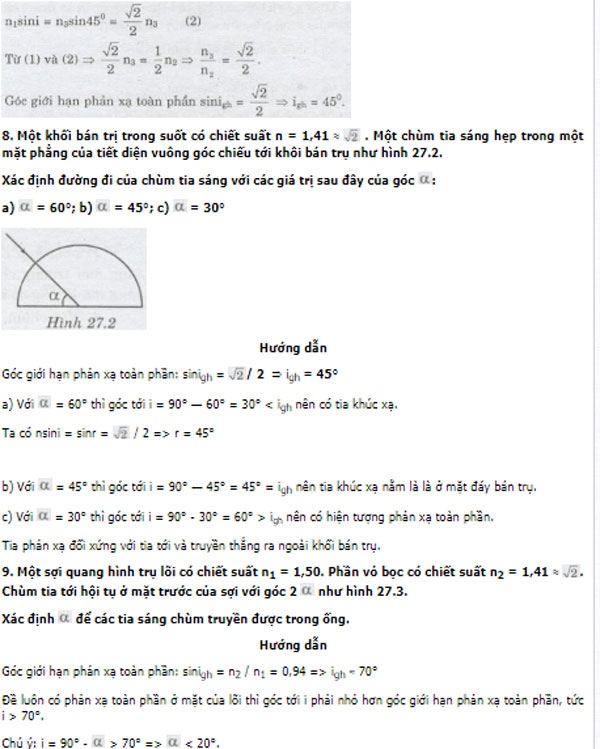 n₁sini = n₃sin45⁰ = √2/2 n₃ (2)
Từ (1) và (2) ⇒ √2/2 n₃ = 1/2 n₂ ⇒ n₃/n₂ = √2/2.
Góc giới hạn phản xạ toàn phần sinigh = √2/2 ⇒ igh = 45⁰.
8. Một khối bán trị trong suốt có chiết suất n = 1,41 ≈ √2 . Một chùm tia sáng hẹp trong một
mặt phẳng của tiết diện vuông góc chiếu tới khôi bán trụ như hình 27.2.
Xác định đường đi của chùm tia sáng với các giá trị sau đây của góc α:
a) α = 60°; b) α = 45°; c) α = 30°
α
Hình 27.2
Hướng dẫn
Góc giới hạn phản xạ toàn phần: sinigh = √2 / 2 ⇒ igh = 45°
a) Với α = 60° thì góc tới i = 90° — 60° = 30° < igh nên có tia khúc xạ.
Ta có nsini = sinr = √2 / 2 => r = 45°
b) Với α = 45° thì góc tới i = 90° — 45° = 45° = igh nên tia khúc xạ nằm là là ở mặt đáy bán trụ.
c) Với α = 30° thì góc tới i = 90° - 30° = 60° > igh nên có hiện tượng phản xạ toàn phần.
Tia phản xạ đối xứng với tia tới và truyền thẳng ra ngoài khối bán trụ.
9. Một sợi quang hình trụ lõi có chiết suất n1 = 1,50. Phần vỏ bọc có chiết suất n2 = 1,41 ≈ √2.
Chùm tia tới hội tụ ở mặt trước của sợi với góc 2 α như hình 27.3.
Xác định α để các tia sáng chùm truyền được trong ống.
Hướng dẫn
Góc giới hạn phản xạ toàn phần: sinigh = n2 / n1 = 0,94 => igh ≈ 70°
Đề luôn có phản xạ toàn phần ở mặt của lõi thì góc tới i phải nhỏ hơn góc giới hạn phản xạ toàn phần, tức
i > 70°.
Chú ý: i = 90° - α > 70° => α < 20°.